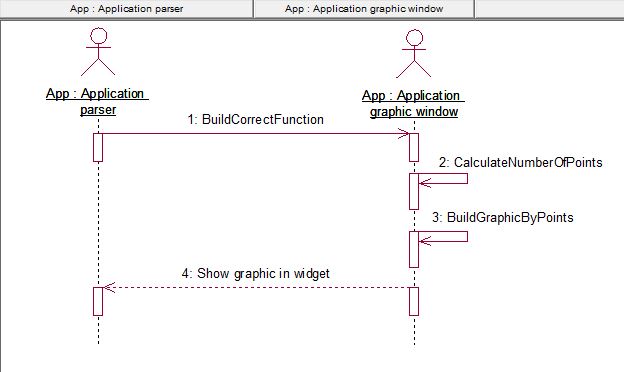 App : Application parser
App : Application graphic window
App : Application
parser
App : Application
graphic window
1: BuildCorrectFunction
2: CalculateNumberOfPoints
3: BuildGraphicByPoints
4: Show graphic in widget